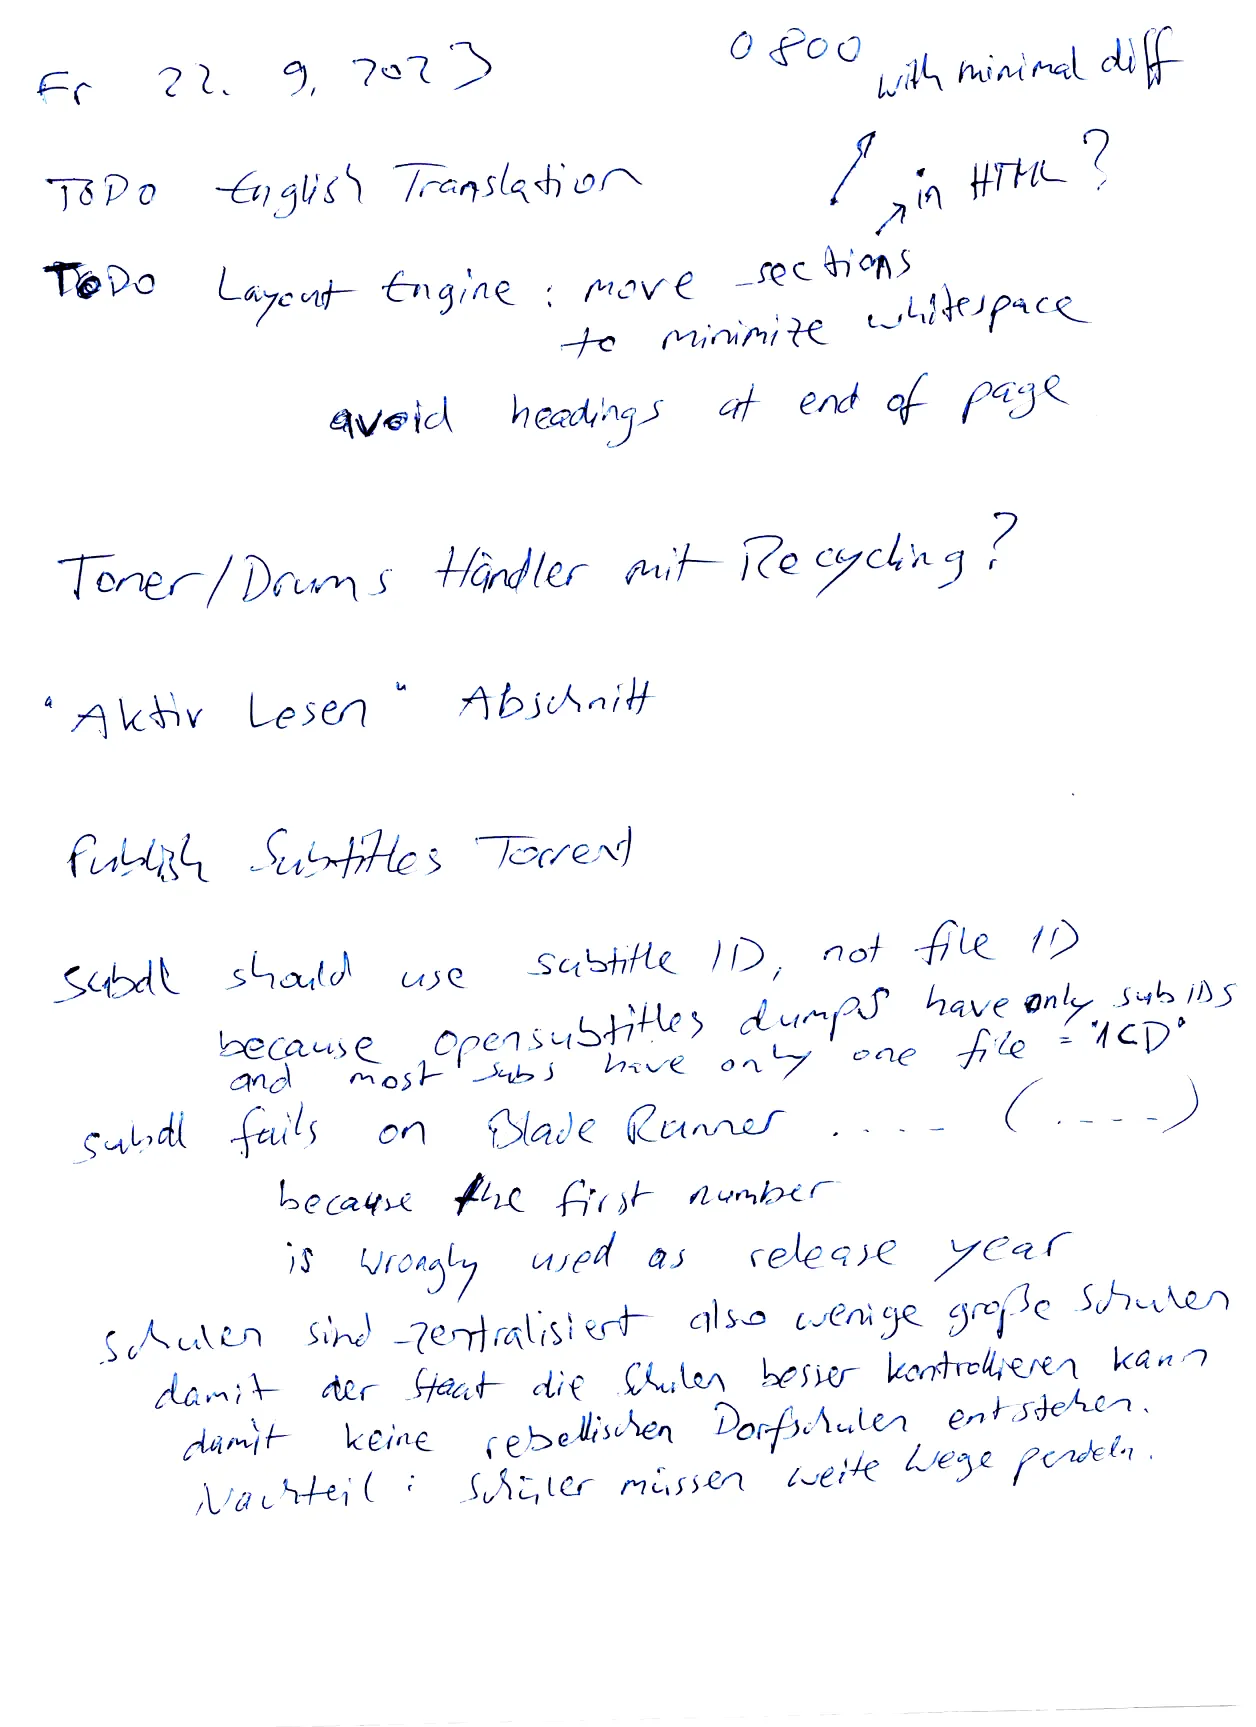 Fr 22. 9. 2023 0800
with minimal diff
TODO English Translation
in HTML?
TODO Layout Engine: move sections
to minimize whitespace
avoid headings at end of page
Toner/Drums Händler mit Recycling?
"Aktiv Lesen" Abschnitt
Publish Subtitles Torrent
subdl should use subtitle ID, not file ID
because opensubtitles dumps have only sub IDs
and most subs have only one file = "1CD"
subdl fails on Blade Runner .... (....)
because the first number
is wrongly used as release year
Schulen sind zentralisiert also wenige große Schulen
damit der Staat die Schulen besser kontrollieren kann
damit keine rebellischen Dorfschulen entstehen.
Nachteil: Schüler müssen weite Wege pendeln.